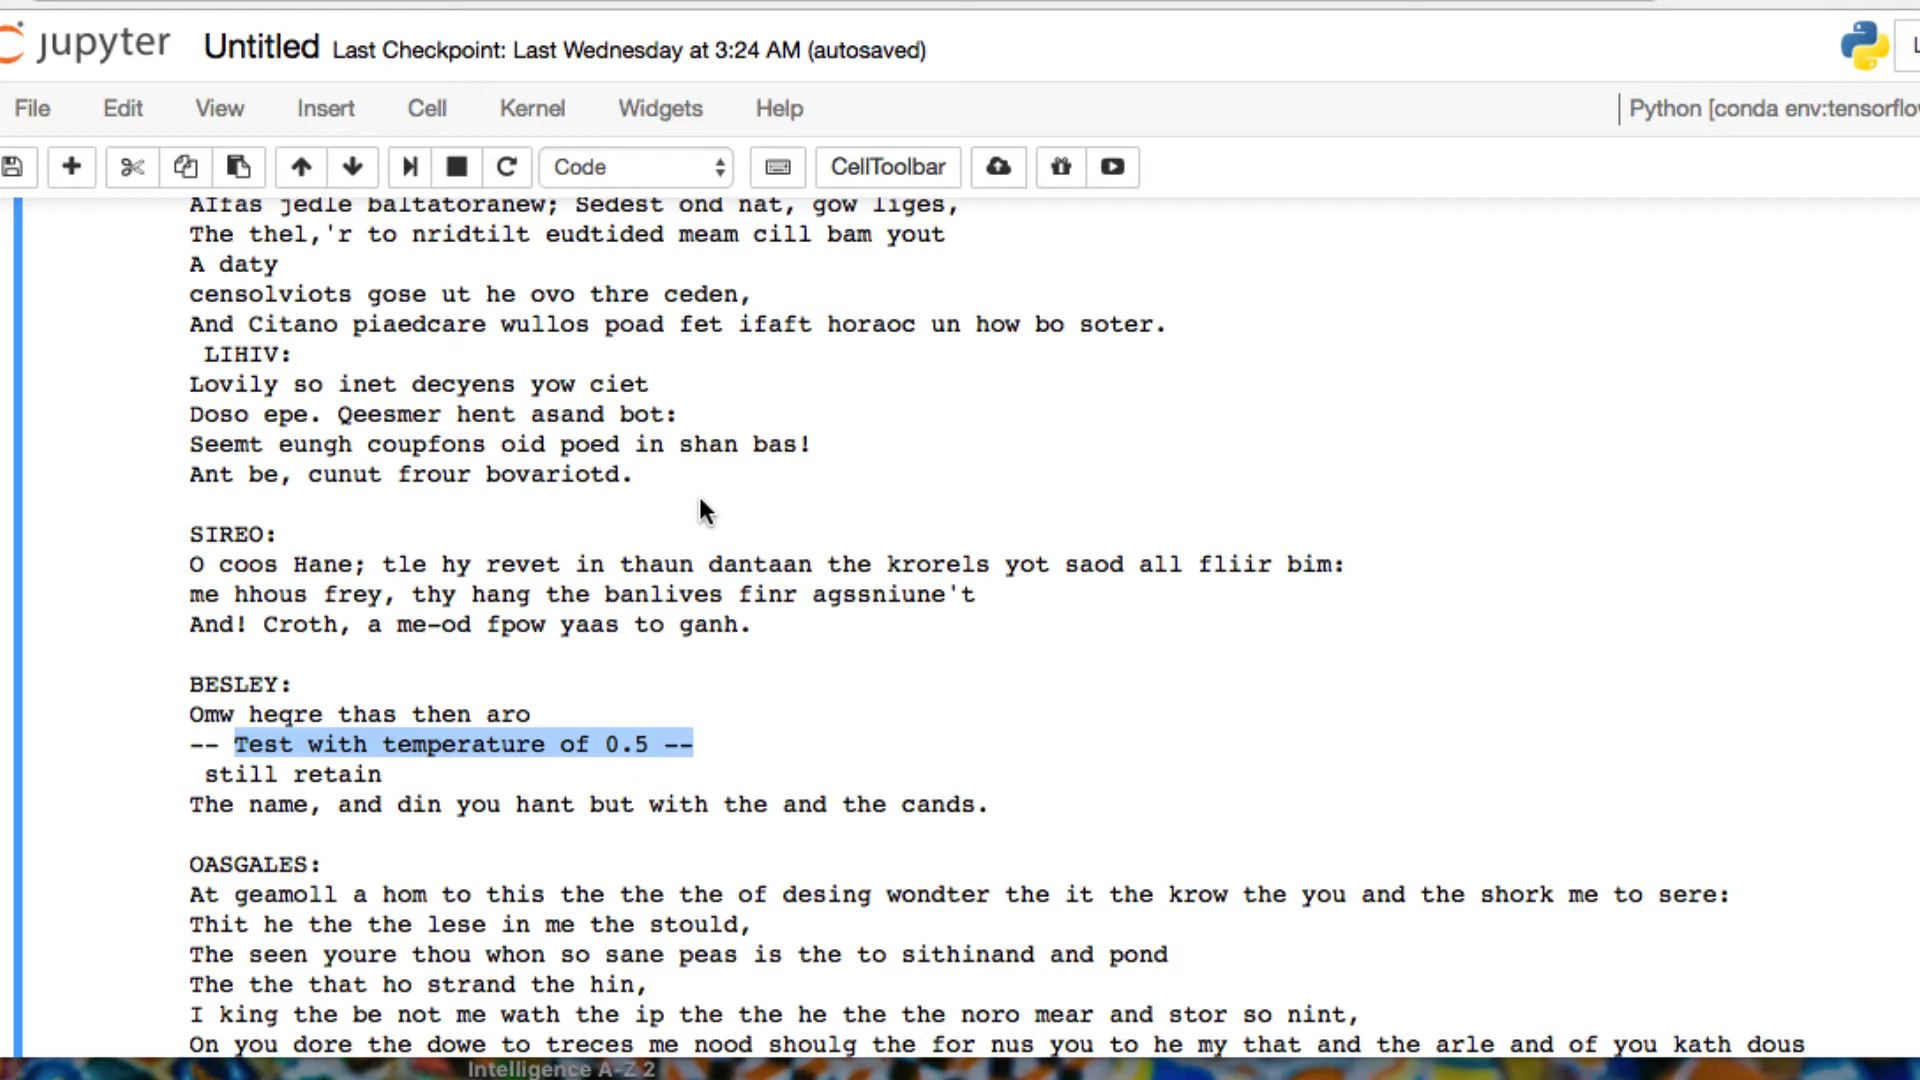 jupyter Untitled Last Checkpoint: Last Wednesday at 3:24 AM (autosaved)
File Edit View Insert Cell Kernel Widgets Help Python [conda env:tensorflo
Code CellToolbar
Alfas jedle baltatoranew; Sedest ond nat, gow liges,
The thel,'r to nridtilt eudtided meam cill bam yout
A daty
censolviots gose ut he ovo thre ceden,
And Citano piaedcare wullos poad fet ifaft horaoc un how bo soter.
LIHIV:
Lovily so inet decyens yow ciet
Doso epe. Qeesmer hent asand bot:
Seemt eungh coupfons oid poed in shan bas!
Ant be, cunut frour bovariotd.
SIREO:
O coos Hane; tle hy revet in thaun dantaan the krorels yot saod all fliir bim:
me hhous frey, thy hang the banlives finr agssniune't
And! Croth, a me-od fpow yaas to ganh.
BESLEY:
Omw heqre thas then aro
-- Test with temperature of 0.5 --
still retain
The name, and din you hant but with the and the cands.
OASGALES:
At geamoll a hom to this the the the of desing wondter the it the krow the you and the shork me to sere:
Thit he the the lese in me the stould,
The seen youre thou whon so sane peas is the to sithinand and pond
The the that ho strand the hin,
I king the be not me wath the ip the the he the the noro mear and stor so nint,
On you dore the dowe to treces me nood shoulg the for nus you to he my that and the arle and of you kath dous
Intelligence A-Z 2